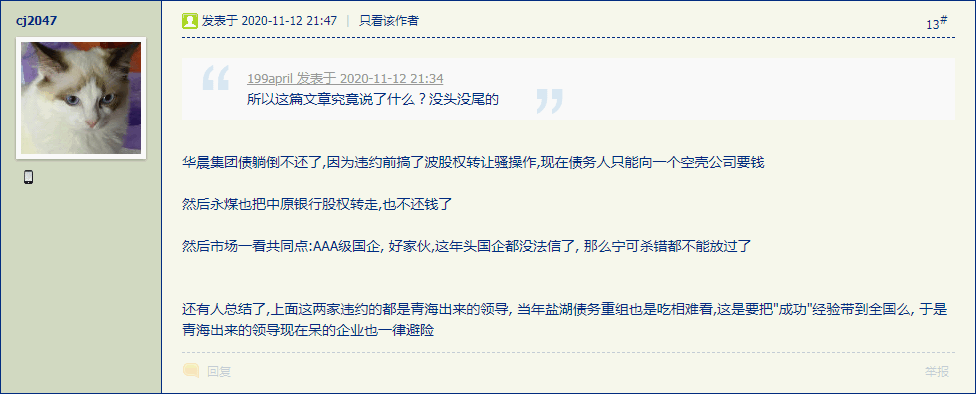 cj2047
发表于 2020-11-12 21:47 | 只看该作者
13#
199april 发表于 2020-11-12 21:34
所以这篇文章究竟说了什么？没头没尾的
华晨集团债躺倒不还了,因为违约前搞了波股权转让骚操作,现在债务人只能向一个空壳公司要钱
然后永煤也把中原银行股权转走,也不还钱了
然后市场一看共同点:AAA级国企, 好家伙,这年头国企都没法信了, 那么宁可杀错都不能放过了
还有人总结了,上面这两家违约的都是青海出来的领导, 当年盐湖债务重组也是吃相难看,这是要把"成功"经验带到全国么, 于是
青海出来的领导现在呆的企业也一律避险
回复
举报